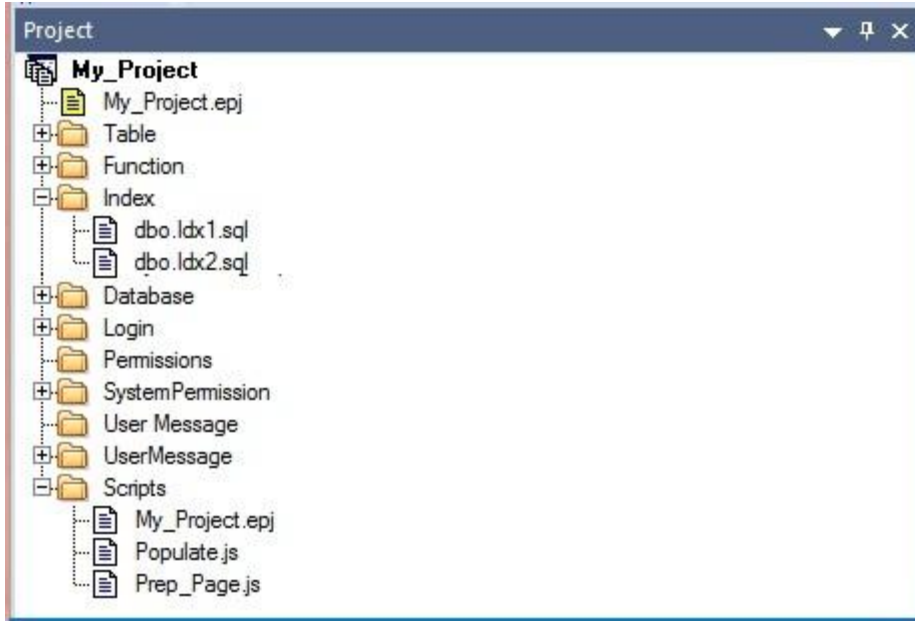 Project
My_Project
My_Project.epj
Table
Function
Index
dbo.Idx1.sql
dbo.Idx2.sql
Database
Login
Permissions
SystemPermission
User Message
UserMessage
Scripts
My_Project.epj
Populate.js
Prep_Page.js